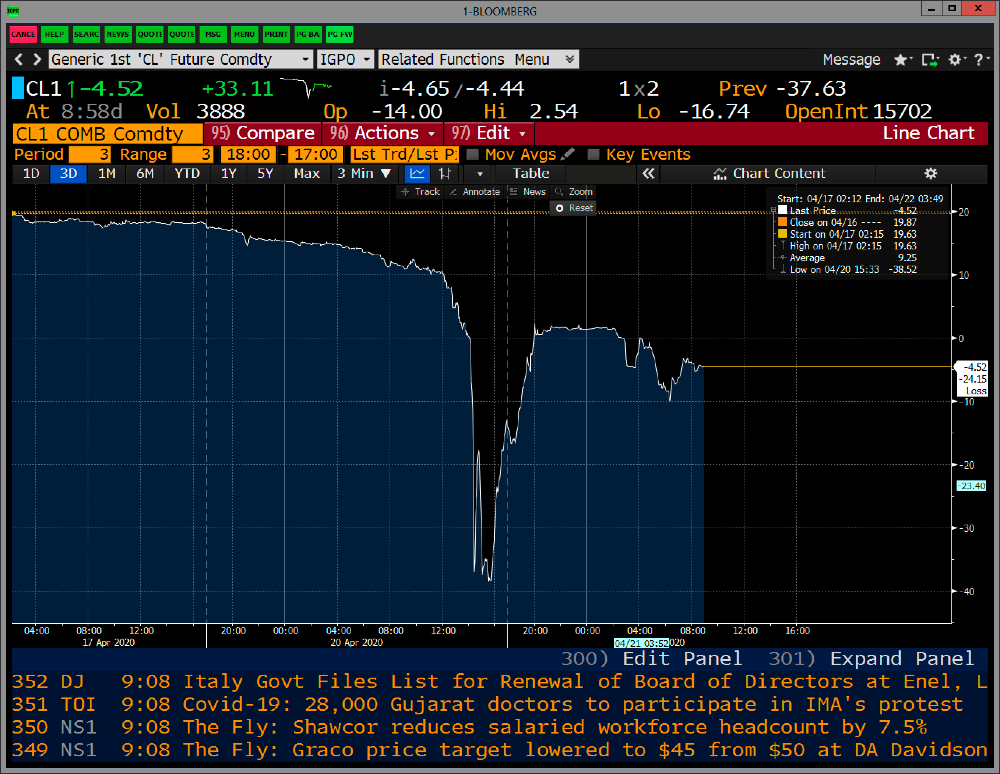 IGPO
1-BLOOMBERG
CANCE HELP SEARC NEWS QUOTE QUOTE MSG MENU PRINT PG BA PG FW
Generic 1st 'CL' Future Comdty IGPO Related Functions Menu Message ?
CL1 ↑ -4.52 +33.11 i -4.65 / -4.44 1x2 Prev -37.63
At 8:58d Vol 3888 Op -14.00 Hi 2.54 Lo -16.74 OpenInt 15702
CL1 COMB Comdty 95) Compare 96) Actions 97) Edit Line Chart
Period 3 Range 3 18:00 - 17:00 Lst Trd/Lst P Mov Avgs Key Events
1D 3D 1M 6M YTD 1Y 5Y Max 3 Min ▼ Table « Chart Content
Track Annotate News Zoom
Reset
Start: 04/17 02:12 End: 04/22 03:49
Last Price -4.52
Close on 04/16 ---- 19.87
Start on 04/17 02:15 19.63
High on 04/17 02:15 19.63
Average 9.25
Low on 04/20 15:33 -38.52
20
10
0
-4.52
-24.15
Loss
-10
-20
-23.40
-30
-40
04:00 08:00 12:00 20:00 00:00 04:00 08:00 12:00 20:00 00:00 04:00 08:00 12:00 16:00
17 Apr 2020 20 Apr 2020 04/21 03:52 020
300) Edit Panel 301) Expand Panel
352 DJ 9:08 Italy Govt Files List for Renewal of Board of Directors at Enel, L
351 TOI 9:08 Covid-19: 28,000 Gujarat doctors to participate in IMA's protest
350 NS1 9:08 The Fly: Shawcor reduces salaried workforce headcount by 7.5%
349 NS1 9:08 The Fly: Graco price target lowered to $45 from $50 at DA Davidson